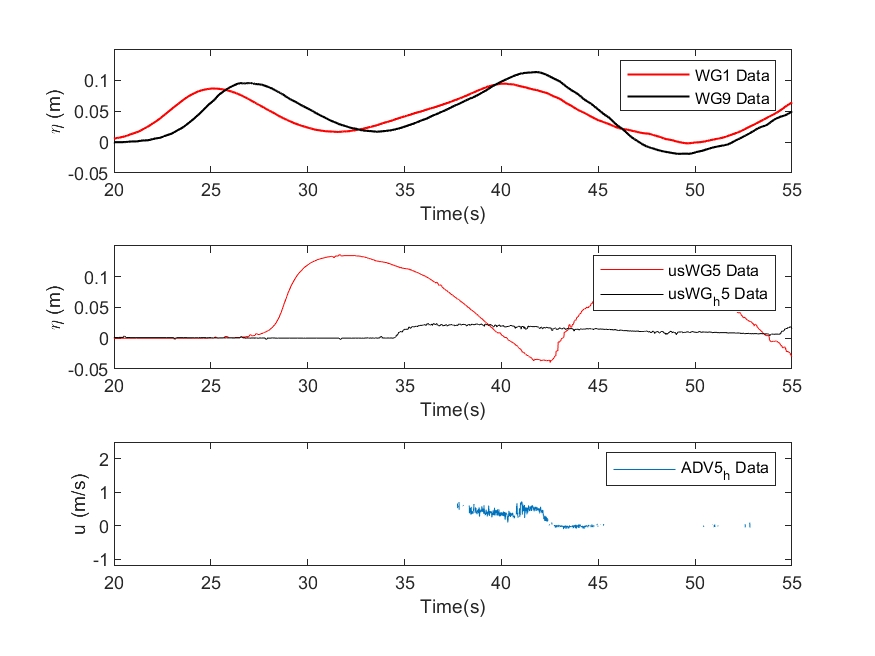 0.1
0.05
0
-0.05
η (m)
WG1 Data
WG9 Data
20 25 30 35 40 45 50 55
Time(s)
0.1
0.05
0
-0.05
η (m)
usWG5 Data
usWGh5 Data
20 25 30 35 40 45 50 55
Time(s)
2
1
0
-1
u (m/s)
ADV5h Data
20 25 30 35 40 45 50 55
Time(s)